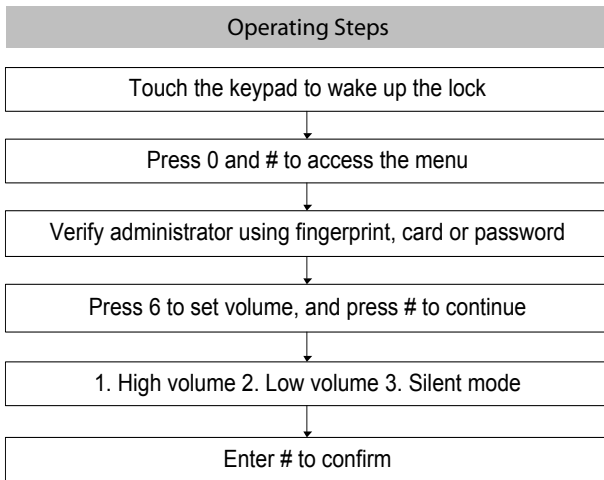 Operating Steps
Touch the keypad to wake up the lock
Press 0 and # to access the menu
Verify administrator using fingerprint, card or password
Press 6 to set volume, and press # to continue
1. High volume 2. Low volume 3. Silent mode
Enter # to confirm